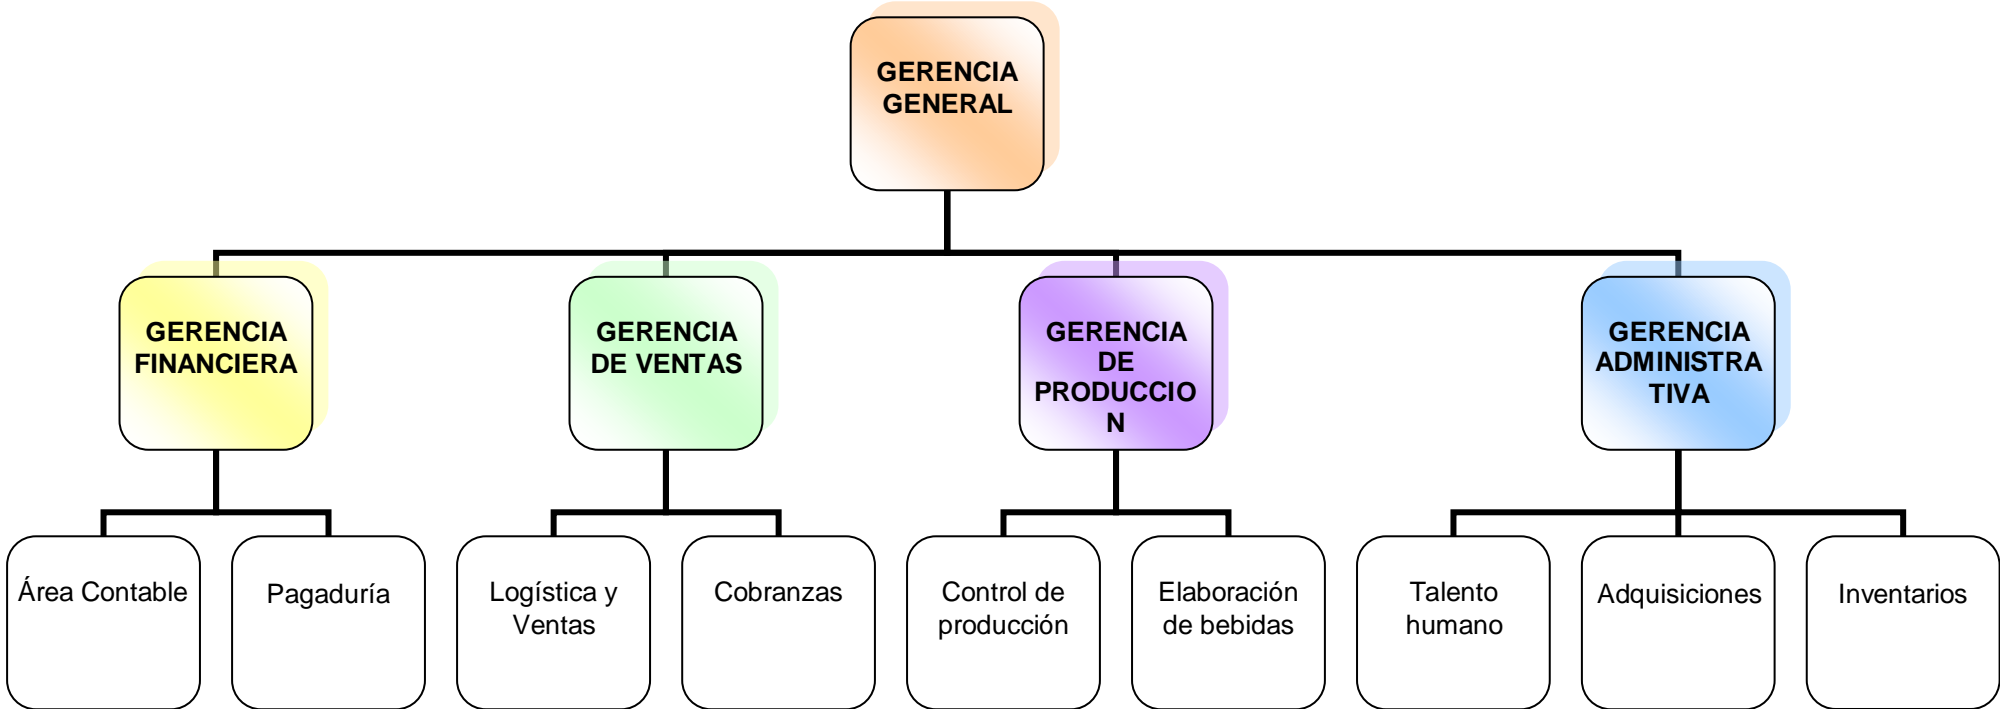 GERENCIA
GENERAL
GERENCIA
FINANCIERA
GERENCIA
DE VENTAS
GERENCIA
DE
PRODUCCIO
N
GERENCIA
ADMINISTRA
TIVA
Área Contable
Pagaduría
Logística y
Ventas
Cobranzas
Control de
producción
Elaboración
de bebidas
Talento
humano
Adquisiciones
Inventarios